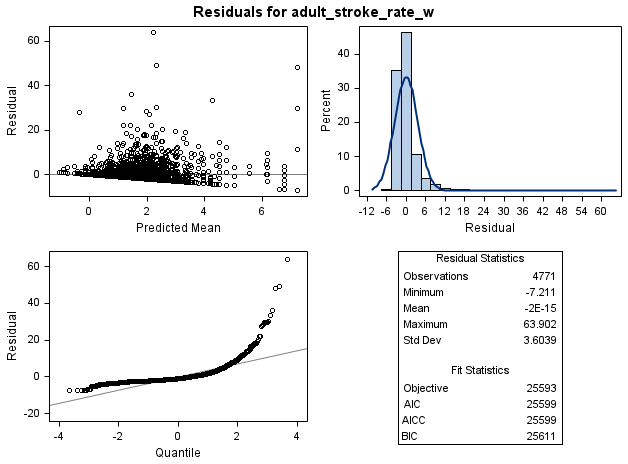 Residuals for adult_stroke_rate_w
60
40
20
0
Residual
0 2 4 6
Predicted Mean
40
30
20
10
0
Percent
-12 -6 0 6 12 18 24 30 36 42 48 54 60
Residual
60
40
20
0
-20
Residual
-4 -2 0 2 4
Quantile
Residual Statistics
Observations 4771
Minimum -7.211
Mean -2E-15
Maximum 63.902
Std Dev 3.6039
Fit Statistics
Objective 25593
AIC 25599
AICC 25599
BIC 25611